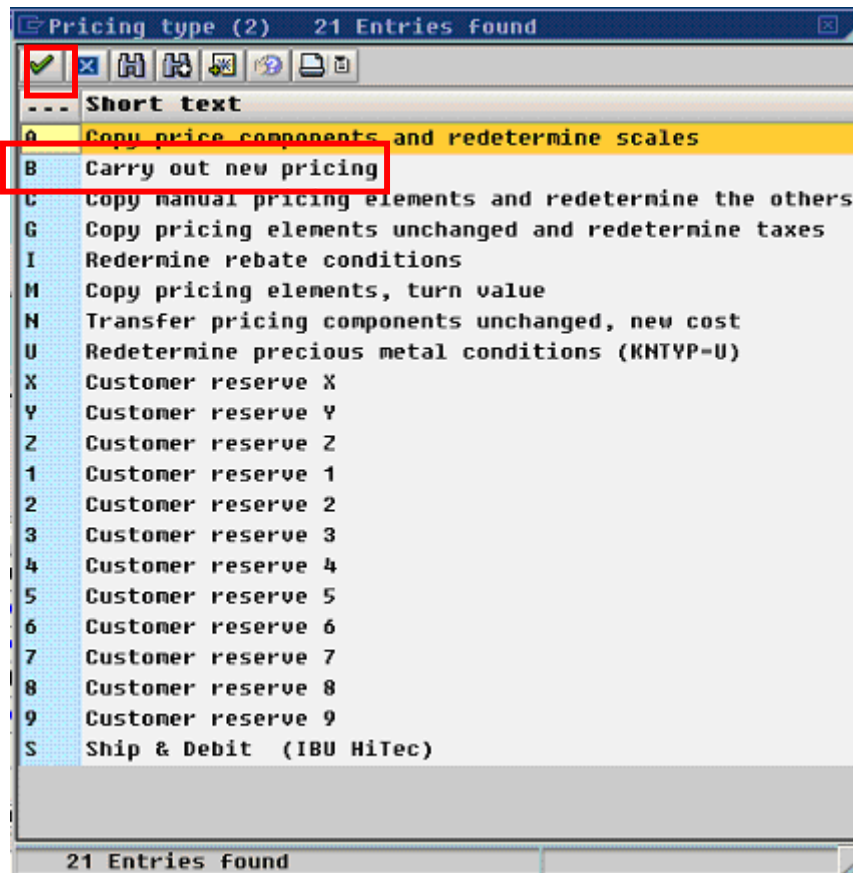 Pricing type (2) 21 Entries found
... Short text
A Copy price components and redetermine scales
B Carry out new pricing
C Copy manual pricing elements and redetermine the others
G Copy pricing elements unchanged and redetermine taxes
I Redermine rebate conditions
M Copy pricing elements, turn value
N Transfer pricing components unchanged, new cost
U Redetermine precious metal conditions (KNTYP=U)
X Customer reserve X
Y Customer reserve Y
Z Customer reserve Z
1 Customer reserve 1
2 Customer reserve 2
3 Customer reserve 3
4 Customer reserve 4
5 Customer reserve 5
6 Customer reserve 6
7 Customer reserve 7
8 Customer reserve 8
9 Customer reserve 9
S Ship & Debit (IBU HiTec)
21 Entries found